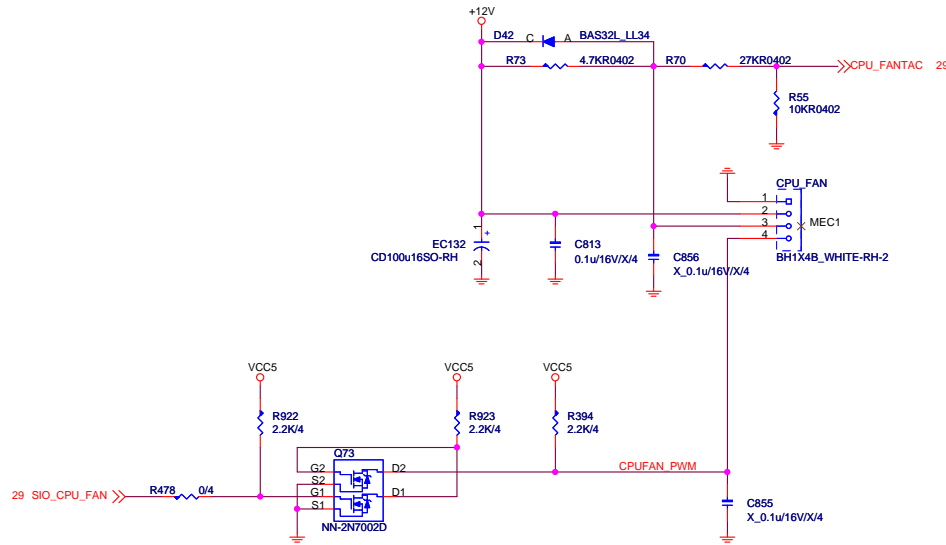 +12V
D42 C A BAS32L_LL34
R73 4.7KR0402 R70 27KR0402 CPU_FANTAC 29
R55
10KR0402
CPU_FAN
1
2
3 MEC1
4
BH1X4B_WHITE-RH-2
1
+
EC132
CD100u16SO-RH
2
C813
0.1u/16V/X/4
C856
X_0.1u/16V/X/4
VCC5 VCC5 VCC5
R922
2.2K/4
R923
2.2K/4
R394
2.2K/4
Q73
G2 D2 CPUFAN_PWM
S2
29 SIO_CPU_FAN R478 0/4 G1 D1
S1
NN-2N7002D
C855
X_0.1u/16V/X/4